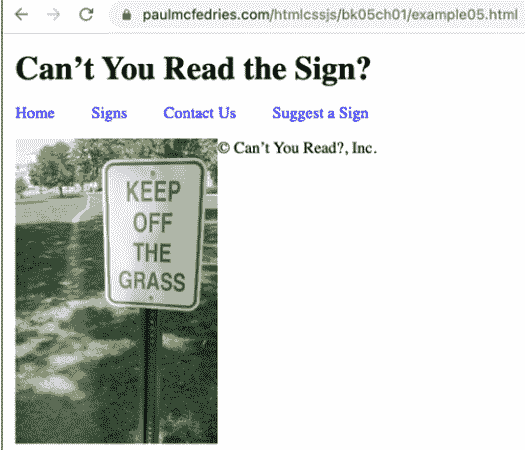 paulmcfedries.com/htmlcssjs/bk05ch01/example05.html
Can’t You Read the Sign?
Home Signs Contact Us Suggest a Sign
© Can’t You Read?, Inc.
KEEP
OFF
THE
GRASS